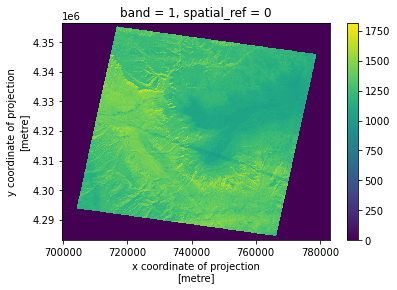 band = 1, spatial_ref = 0
1e6
4.35
4.34
4.33
4.32
4.31
4.30
4.29
y coordinate of projection
[metre]
700000 720000 740000 760000 780000
x coordinate of projection
[metre]
1750
1500
1250
1000
750
500
250
0